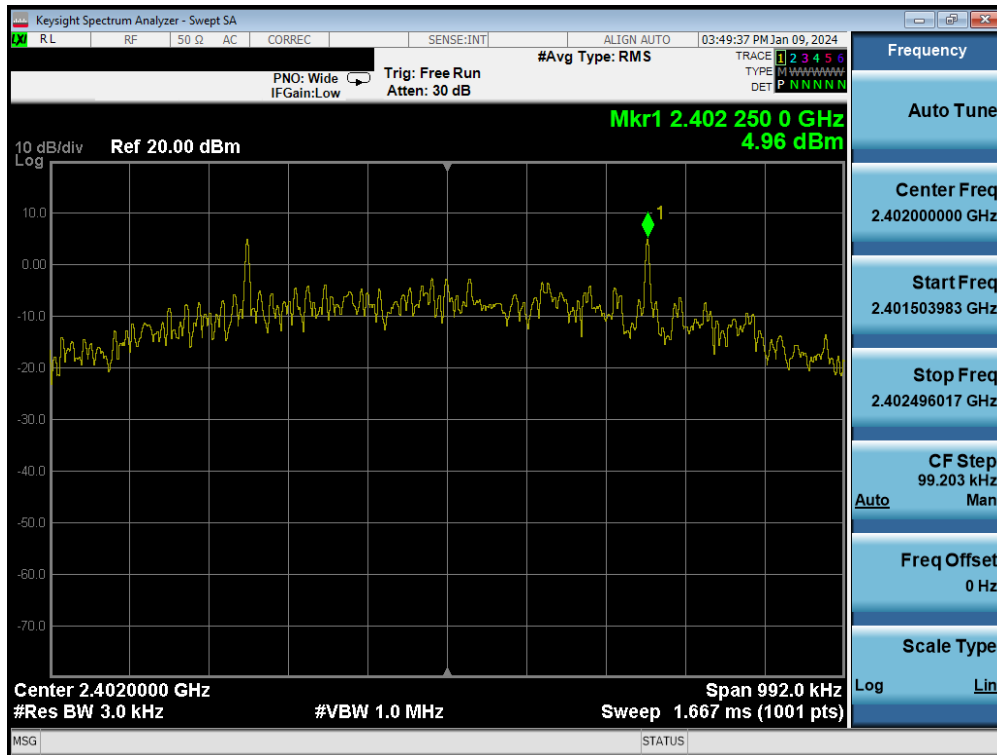 Keysight Spectrum Analyzer - Swept SA
LXI RL RF 50 Ω AC CORREC SENSE:INT ALIGN AUTO 03:49:37 PM Jan 09, 2024
#Avg Type: RMS TRACE 1 2 3 4 5 6
PNO: Wide Trig: Free Run TYPE M WWWWW
IFGain:Low Atten: 30 dB DET P N N N N N
Mkr1 2.402 250 0 GHz
4.96 dBm
10 dB/div Ref 20.00 dBm
Log
1
10.0
0.00
-10.0
-20.0
-30.0
-40.0
-50.0
-60.0
-70.0
Center 2.4020000 GHz Span 992.0 kHz
#Res BW 3.0 kHz #VBW 1.0 MHz Sweep 1.667 ms (1001 pts)
MSG STATUS
Frequency
Auto Tune
Center Freq
2.402000000 GHz
Start Freq
2.401503983 GHz
Stop Freq
2.402496017 GHz
CF Step
99.203 kHz
Auto Man
Freq Offset
0 Hz
Scale Type
Log Lin